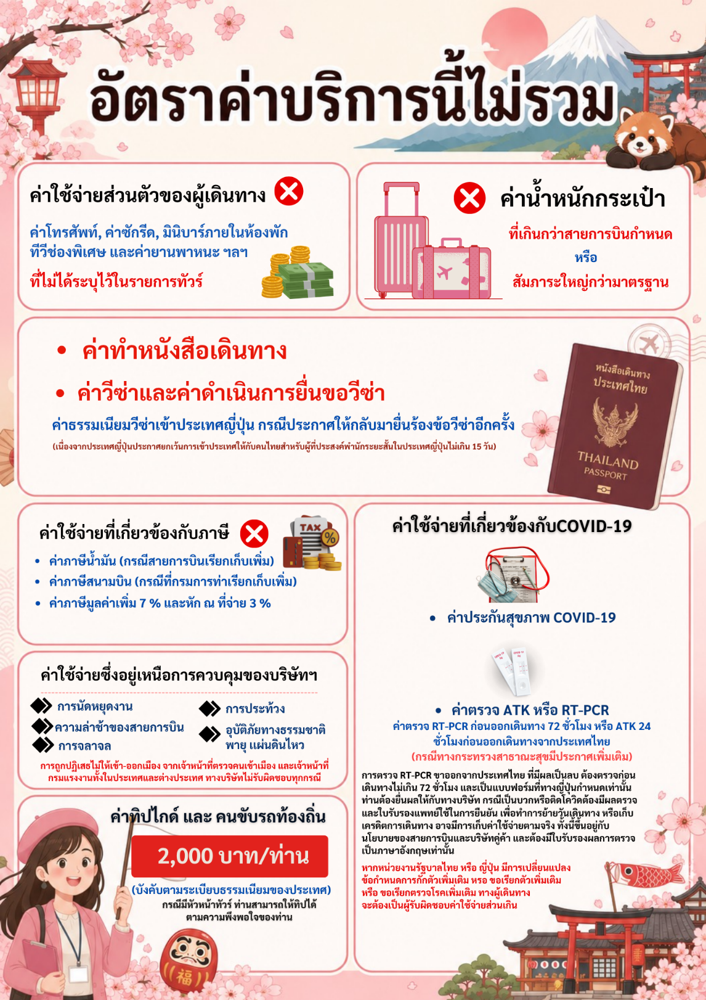 อัตราค่าบริการนี้ไม่รวม
ค่าใช้จ่ายส่วนตัวของผู้เดินทาง
ค่าโทรศัพท์, ค่าซักรีด, มินิบาร์ภายในห้องพัก
ทีวีช่องพิเศษ และค่ายานพาหนะ ฯลฯ
ที่ไม่ได้ระบุไว้ในรายการทัวร์
ค่าน้ำหนักกระเป๋า
ที่เกินกว่าสายการบินกำหนด
หรือ
สัมภาระใหญ่กว่ามาตรฐาน
• ค่าทำหนังสือเดินทาง
• ค่าวีซ่าและค่าดำเนินการยื่นขอวีซ่า
ค่าธรรมเนียมวีซ่าเข้าประเทศญี่ปุ่น กรณีประกาศให้กลับมายื่นร้องข้อวีซ่าอีกครั้ง
(เนื่องจากประเทศญี่ปุ่นประกาศยกเว้นการเข้าประเทศให้กับคนไทยสำหรับผู้ที่ประสงค์พำนักระยะสั้นในประเทศญี่ปุ่นไม่เกิน 15 วัน)
หนังสือเดินทาง
ประเทศไทย
THAILAND
PASSPORT
ค่าใช้จ่ายที่เกี่ยวข้องกับภาษี
TAX
%
• ค่าภาษีน้ำมัน (กรณีสายการบินเรียกเก็บเพิ่ม)
• ค่าภาษีสนามบิน (กรณีที่กรมการท่าเรียกเก็บเพิ่ม)
• ค่าภาษีมูลค่าเพิ่ม 7 % และหัก ณ ที่จ่าย 3 %
ค่าใช้จ่ายซึ่งอยู่เหนือการควบคุมของบริษัทฯ
การนัดหยุดงาน
ความล่าช้าของสายการบิน
การจลาจล
การประท้วง
อุบัติภัยทางธรรมชาติ
พายุ แผ่นดินไหว
การถูกปฏิเสธไม่ให้เข้า-ออกเมือง จากเจ้าหน้าที่ตรวจคนเข้าเมือง และเจ้าหน้าที่
กรมแรงงานทั้งในประเทศและต่างประเทศ ทางบริษัทไม่รับผิดชอบทุกกรณี
ค่าทิปไกด์ และ คนขับรถท้องถิ่น
2,000 บาท/ท่าน
(บังคับตามระเบียบธรรมเนียมของประเทศ)
กรณีมีหัวหน้าทัวร์ ท่านสามารถให้ทิปได้
ตามความพึงพอใจของท่าน
福
ค่าใช้จ่ายที่เกี่ยวข้องกับCOVID-19
• ค่าประกันสุขภาพ COVID-19
• ค่าตรวจ ATK หรือ RT-PCR
ค่าตรวจ RT-PCR ก่อนออกเดินทาง 72 ชั่วโมง หรือ ATK 24
ชั่วโมงก่อนออกเดินทางจากประเทศไทย
(กรณีทางกระทรวงสาธาณะสุขมีประกาศเพิ่มเติม)
การตรวจ RT-PCR ขาออกจากประเทศไทย ที่มีผลเป็นลบ ต้องตรวจก่อน
เดินทางไม่เกิน 72 ชั่วโมง และเป็นแบบฟอร์มที่ทางญี่ปุ่นกำหนดเท่านั้น
ท่านต้องยื่นผลให้กับทางบริษัท กรณีเป็นบวกหรือติดโควิดต้องมีผลตรวจ
และใบรับรองแพทย์ใช้ในการยืนยัน เพื่อทำการย้ายวันเดินทาง หรือเก็บ
เครดิตการเดินทาง อาจมีการเก็บค่าใช้จ่ายตามจริง ทั้งนี้ขึ้นอยู่กับ
นโยบายของสายการบินและบริษัทคู่ค้า และต้องมีใบรับรองผลการตรวจ
เป็นภาษาอังกฤษเท่านั้น
หากหน่วยงานรัฐบาลไทย หรือ ญี่ปุ่น มีการเปลี่ยนแปลง
ข้อกำหนดการกักตัวเพิ่มเติม หรอ ขอเรียกตัวเพิ่มเติม
หรือ ขอเรียกตรวจโรคเพิ่มเติม ทางผู้เดินทาง
จะต้องเป็นผู้รับผิดชอบค่าใช้จ่ายส่วนเกิน